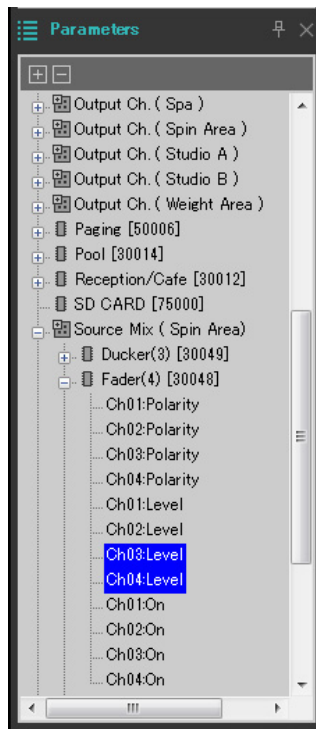 Parameters
Output Ch. ( Spa )
Output Ch. ( Spin Area )
Output Ch. ( Studio A )
Output Ch. ( Studio B )
Output Ch. ( Weight Area )
Paging [50006]
Pool [30014]
Reception/Cafe [30012]
SD CARD [75000]
Source Mix ( Spin Area)
Ducker(3) [30049]
Fader(4) [30048]
Ch01:Polarity
Ch02:Polarity
Ch03:Polarity
Ch04:Polarity
Ch01:Level
Ch02:Level
Ch03:Level
Ch04:Level
Ch01:On
Ch02:On
Ch03:On
Ch04:On